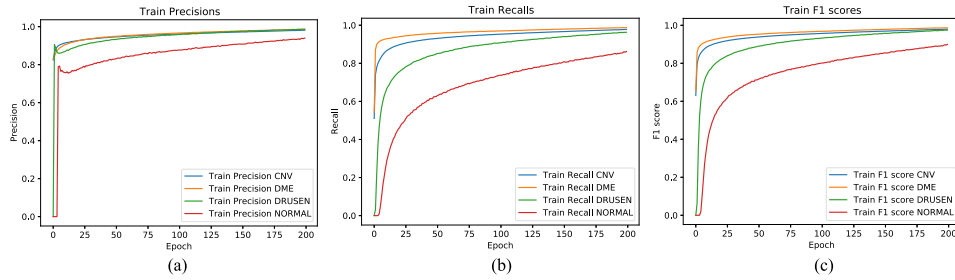 Train Precisions
1.0
0.8
0.6
0.4
0.2
0.0
Precision
Train Precision CNV
Train Precision DME
Train Precision DRUSEN
Train Precision NORMAL
0 25 50 75 100 125 150 175 200
Epoch
(a)
Train Recalls
1.0
0.8
0.6
0.4
0.2
0.0
Recall
Train Recall CNV
Train Recall DME
Train Recall DRUSEN
Train Recall NORMAL
0 25 50 75 100 125 150 175 200
Epoch
(b)
Train F1 scores
1.0
0.8
0.6
0.4
0.2
0.0
F1 score
Train F1 score CNV
Train F1 score DME
Train F1 score DRUSEN
Train F1 score NORMAL
0 25 50 75 100 125 150 175 200
Epoch
(c)